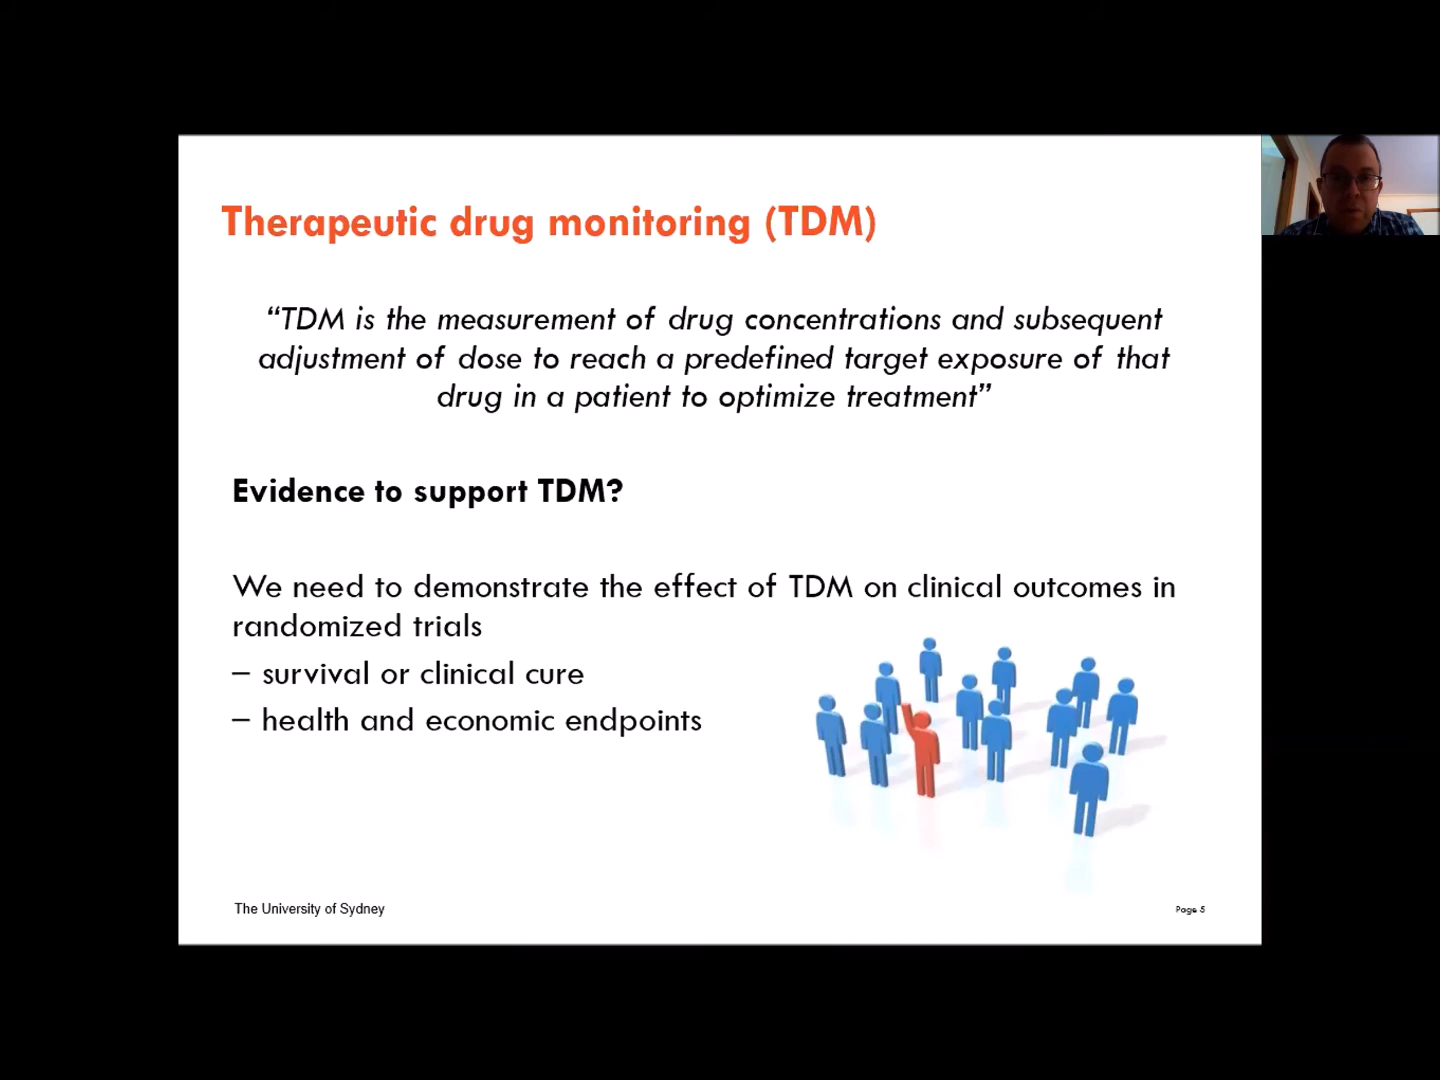 Therapeutic drug monitoring (TDM)
“TDM is the measurement of drug concentrations and subsequent
adjustment of dose to reach a predefined target exposure of that
drug in a patient to optimize treatment”
Evidence to support TDM?
We need to demonstrate the effect of TDM on clinical outcomes in
randomized trials
– survival or clinical cure
– health and economic endpoints
The University of Sydney
Page 5